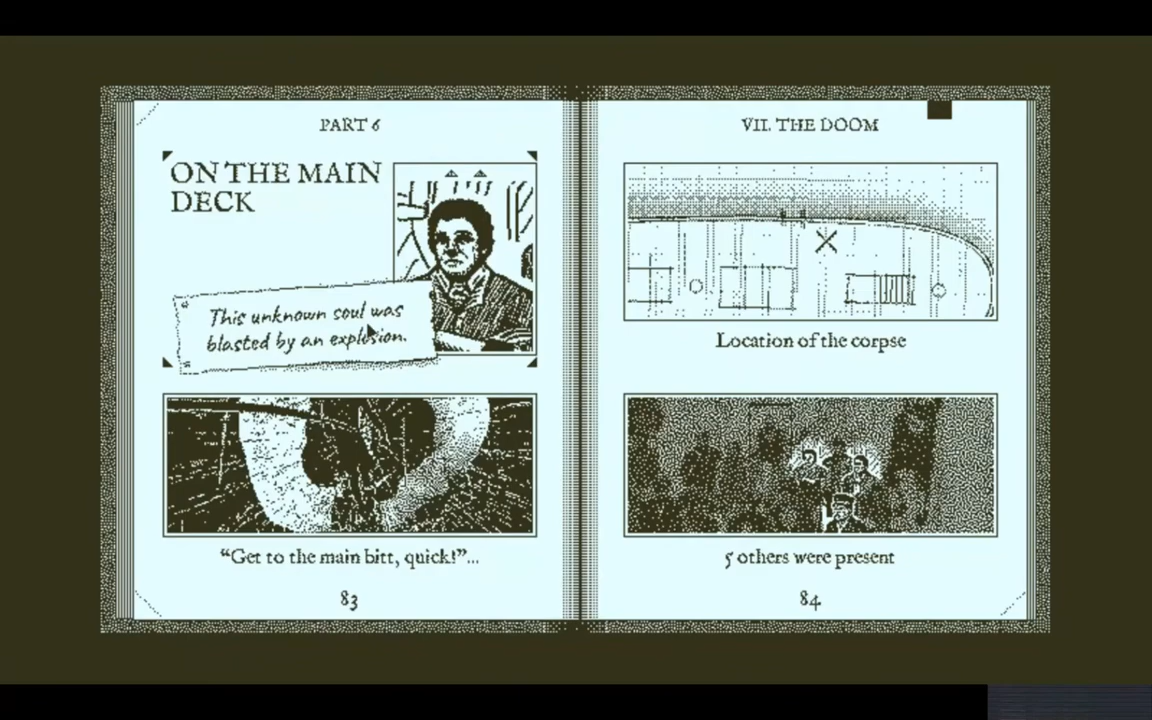 PART 6
ON THE MAIN
DECK
This unknown soul was
blasted by an explosion.
"Get to the main bitt, quick!"...
83
VII. THE DOOM
Location of the corpse
5 others were present
84